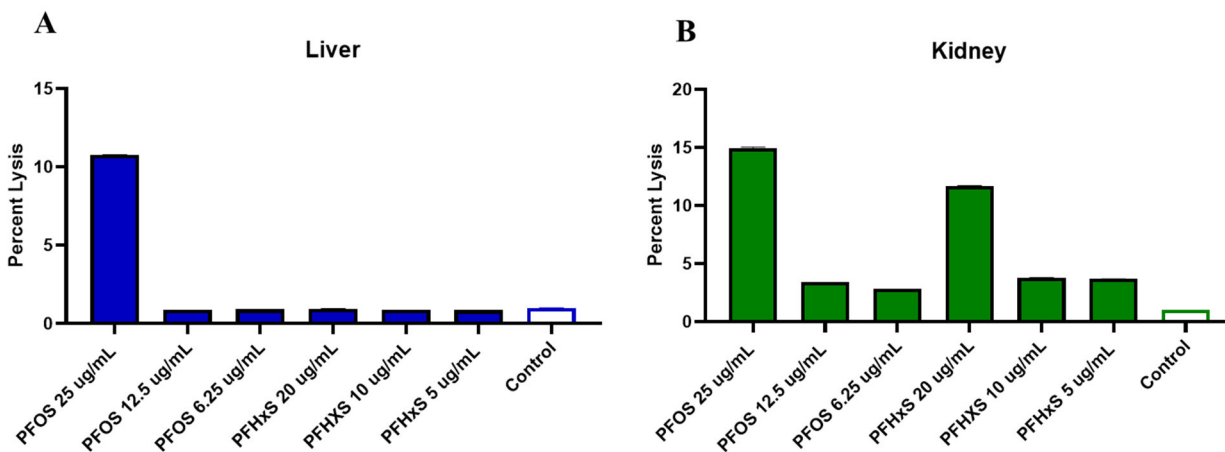 A
Liver
Percent Lysis
15
10
5
0
PFOS 25 ug/mL
PFOS 12.5 ug/mL
PFOS 6.25 ug/mL
PFHxS 20 ug/mL
PFHXS 10 ug/mL
PFHxS 5 ug/mL
Control
B
Kidney
Percent Lysis
20
15
10
5
0
PFOS 25 ug/mL
PFOS 12.5 ug/mL
PFOS 6.25 ug/mL
PFHxS 20 ug/mL
PFHXS 10 ug/mL
PFHxS 5 ug/mL
Control